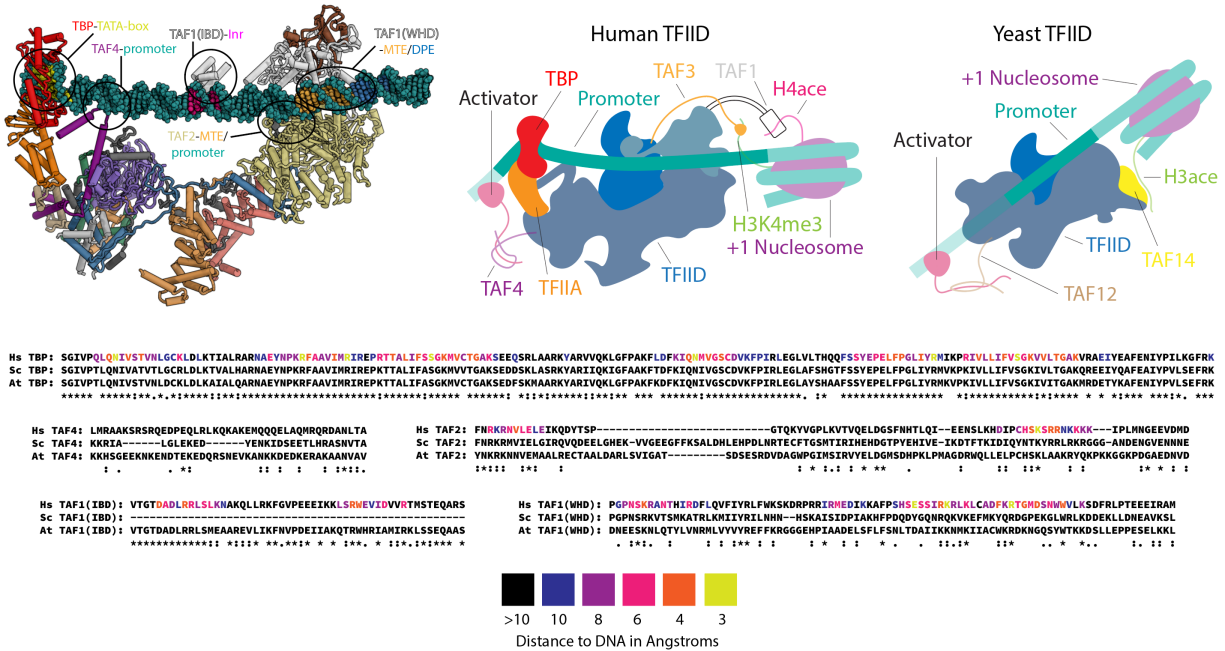 TBP-TATA-box
TAF4-promoter
TAF1(IBD)-Inr
TAF1(WHD)
-MTE/DPE
TAF2-MTE/
promoter
Human TFIID
TBP
Activator
Promoter
TAF3
TAF1
H4ace
H3K4me3
+1 Nucleosome
TAF4
TFIIA
TFIID
Yeast TFIID
+1 Nucleosome
Promoter
Activator
H3ace
TFIID
TAF14
TAF12
Hs TBP: SGIVPQLQNIVSTVNLGCKLDLKTIALRARNAEYNPKRFAAVIMRIREPRTTALIFSSGKMVCTGAKSEEQSRLAARKYARVVQKLGFPAKFLDFKIQNMVGSCDVKFPIRLEGLVLTHQQFSSYEPELFPGLIYRMIKPRIVLLIFVSGKVVLTGAKVRAEIYEAFENIYPILKGFRK
Sc TBP: SGIVPTLQNIVATVTLGCRLDLKTVALHARNAEYNPKRFAAVIMRIREPKTTALIFASGKMVVTGAKSEDDSKLASRKYARIIQKIGFAAKFTDFKIQNIVGSCDVKFPIRLEGLAFSHGTFSSYEPELFPGLIYRMVKPKIVLLIFVSGKIVLTGAKQREEIYQAFEAIYPVLSEFRK
At TBP: SGIVPTLQNIVSTVNLDCKLDLKAIALQARNAEYNPKRFAAVIMRIREPKTTALIFASGKMVCTGAKSEDFSKMAARKYARIVQKLGFPAKFKDFKIQNIVGSCDVKFPIRLEGLAYSHAAFSSYEPELFPGLIYRMKVPKIVLLIFVSGKIVITGAKMRDETYKAFENIYPVLSEFRK
Hs TAF4: LMRAAKSRSRQEDPEQLRLKQKAKEMQQQELAQMRQRDANLTA
Sc TAF4: KKRIA------LGLEKED------YENKIDSEETLHRASNVTA
At TAF4: KKHSGEEKNKENDTEKEDQRSNEVKANKKDEDKERAKAANVAV
Hs TAF2: FNRKRNVLELEIKQDYTSP------------------------GTQKYVGPLKVTVQELDGSFNHTLQI---EENSLKHDIPCHSKSRRNKKKK---IPLMNGEEVDMD
Sc TAF2: FNRKRMVIELGIRQVQDEELGHEK-VVGEEGFFKSALDHLEHPDLNRTECFTGSMTIRIHEHDGTPYEHIVE-IKDTFTKIDIQYNTKYRRLRKRGGG-ANDENGVENNNE
At TAF2: YNRKRNNVEMAALRECTAALDARLSVIGAT---------SDSESRDVDAGWPGIMSIRVYELDGMSDHPKLPMAGDRWQLLELPCHSKLAAKRYQKPKKGGKPDGAEDNVD
Hs TAF1(IBD): VTGTDADLRRLSLKNAKQLLRKFGVPEEEIKKLSRWEVIDVVRTMSTEQARS
Sc TAF1(IBD): ----------------------------------------------------
At TAF1(IBD): VTGTDADLRRLSMEAAREVLIKFNVPDEIIAKQTRWHRIAMIRKLSSEQAAS
Hs TAF1(WHD): PGPNSKRANTHIRDFLQVFIYRLFWKSKDRPRRIRMEDIKKAFPSHSESSIRKRLKLCADFKRTGMDSNWWVLKSDFRLPTEEEIRAM
Sc TAF1(WHD): PGPNSRKVTSMKATRLKMIIYRILNHN--HSKAISIDPIAKHFPDQDYGQNRQKVKEFMKYQRDGPEKGLWRLKDDEKLLDNEAVKSL
At TAF1(WHD): DNEESKNLQTYLVNRMLVYVYREFFKRGGGEHPIAADELSFLFSNLTDAIIKKNMKIIACWKRDKNGQSYWTKKDSLLEPPESELKKL
>10 10 8 6 4 3
Distance to DNA in Angstroms